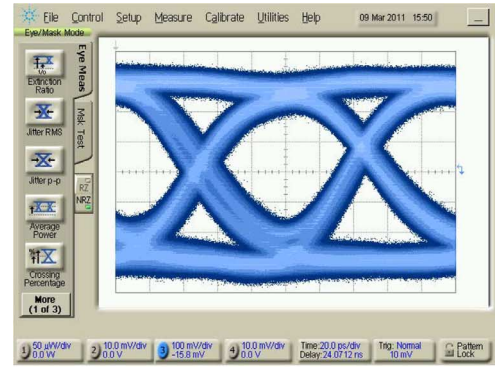 File Control Setup Measure Calibrate Utilities Help 09 Mar 2011 15:50
Eye/Mask Mode
Eye Meas
Msk Test
Extinction
Ratio
Jitter RMS
Jitter p-p
RZ
NRZ
Average
Power
Crossing
Percentage
More
(1 of 3)
1 50 µW/div
0.0 W
2 10.0 mV/div
0.0 V
3 100 mV/div
-15.8 mV
4 10.0 mV/div
0.0 V
Time:20.0 ps/div
Delay:24.0712 ns
Trig: Normal
10 mV
Pattern
Lock